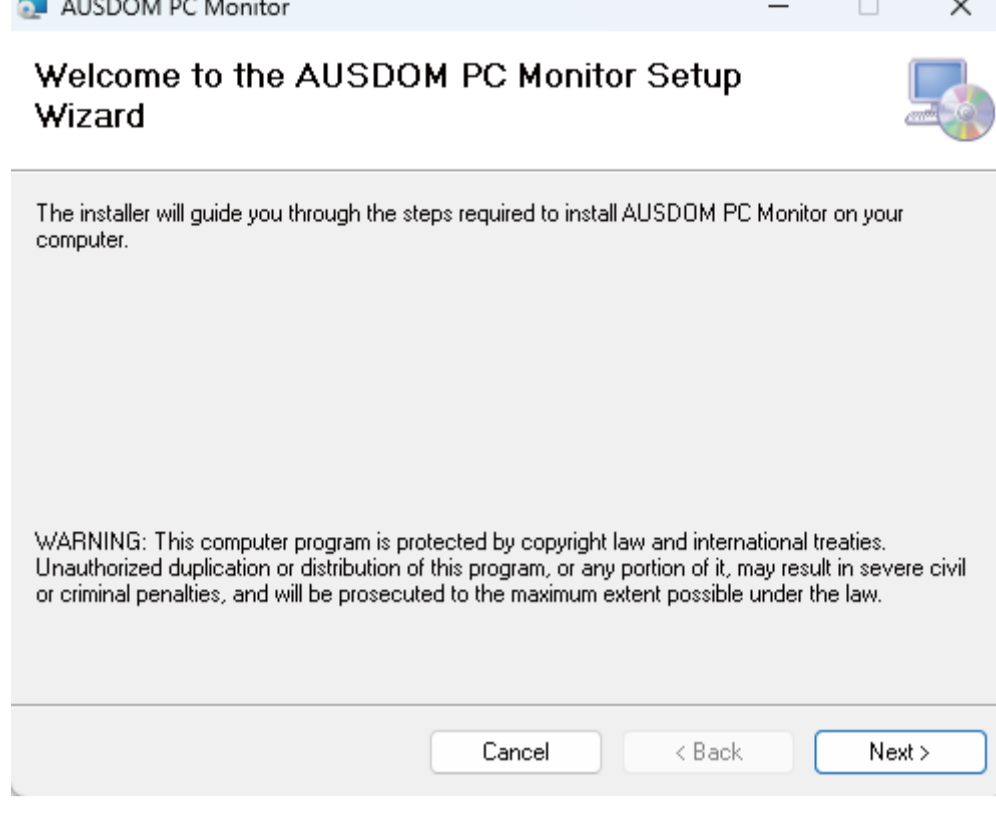 AUSDOM PC Monitor
Welcome to the AUSDOM PC Monitor Setup
Wizard
The installer will guide you through the steps required to install AUSDOM PC Monitor on your
computer.
WARNING: This computer program is protected by copyright law and international treaties.
Unauthorized duplication or distribution of this program, or any portion of it, may result in severe civil
or criminal penalties, and will be prosecuted to the maximum extent possible under the law.
Cancel
< Back
Next >